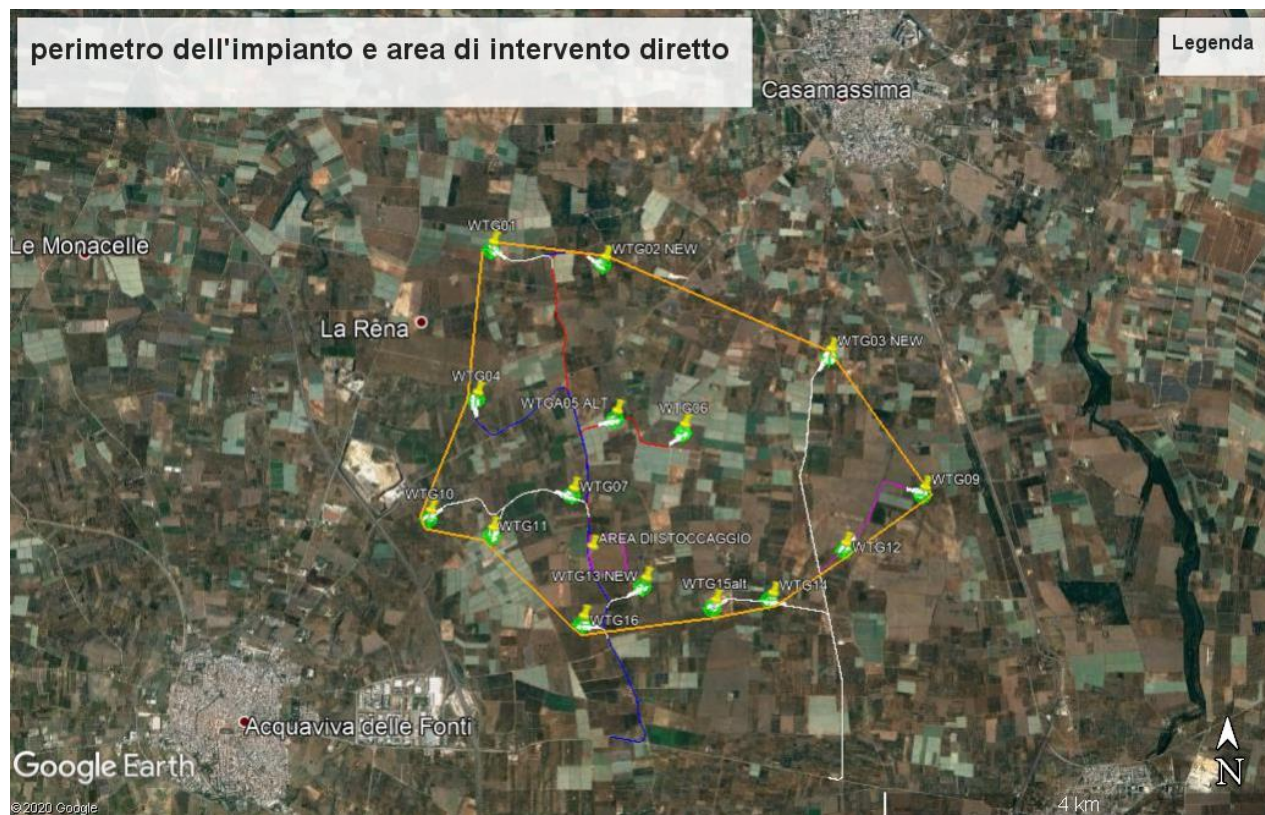 perimetro dell'impianto e area di intervento diretto
Legenda
Casamassima
WTG01
Le Monacelle
WTG02 NEW
La Rena
WTG03 NEW
WTG04
WTGA05 ALT
WTG06
WTG09
WTG10
WTG07
WTG11
AREA DI STOCCAGGIO
WTG12
WTG13 NEW
WTG15alt
WTG14
WTG16
Acquaviva delle Fonti
Google Earth
N
©2020 Google
4 km